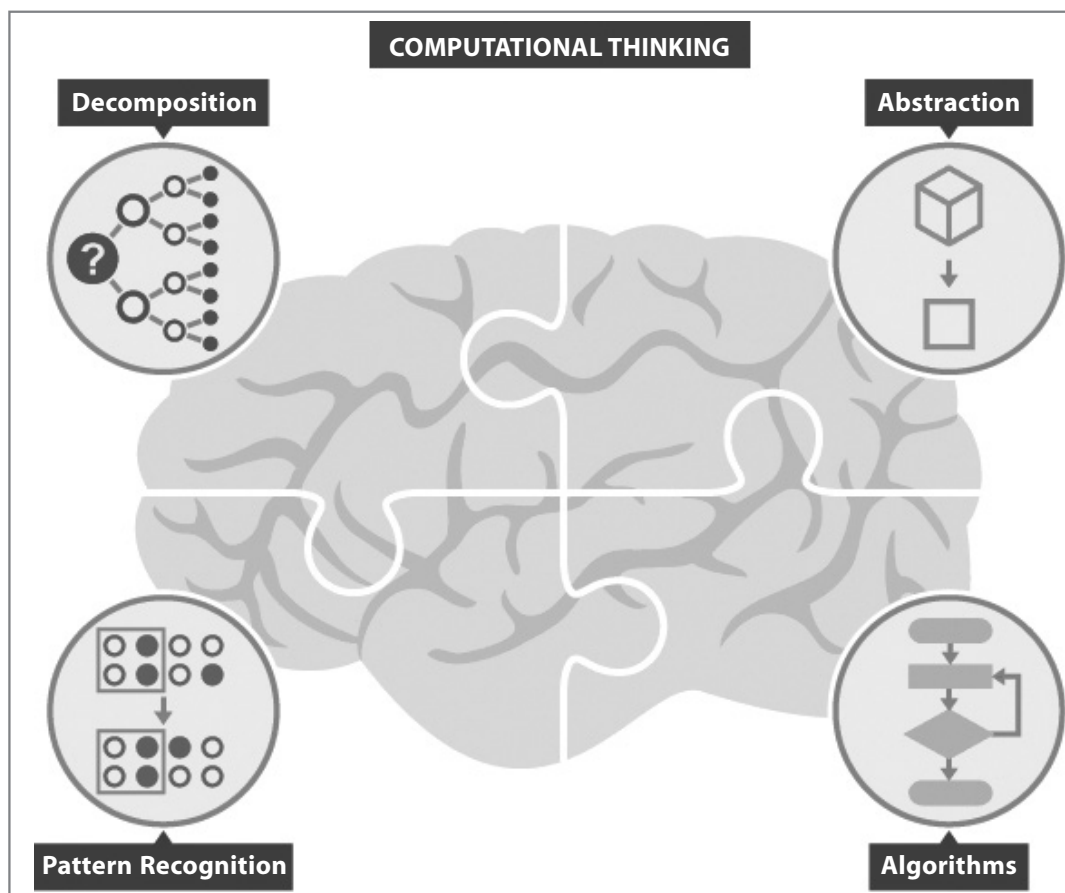 COMPUTATIONAL THINKING
Decomposition
Abstraction
?
Pattern Recognition
Algorithms